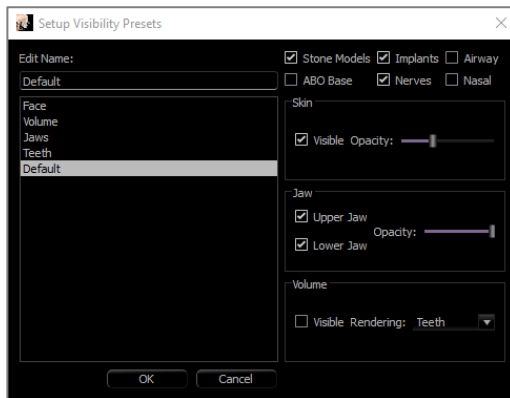 Setup Visibility Presets
Edit Name:
Default
Face
Volume
Jaws
Teeth
Default
OK Cancel
Stone Models Implants Airway
ABO Base Nerves Nasal
Skin
Visible Opacity:
Jaw
Upper Jaw
Opacity:
Lower Jaw
Volume
Visible Rendering: Teeth